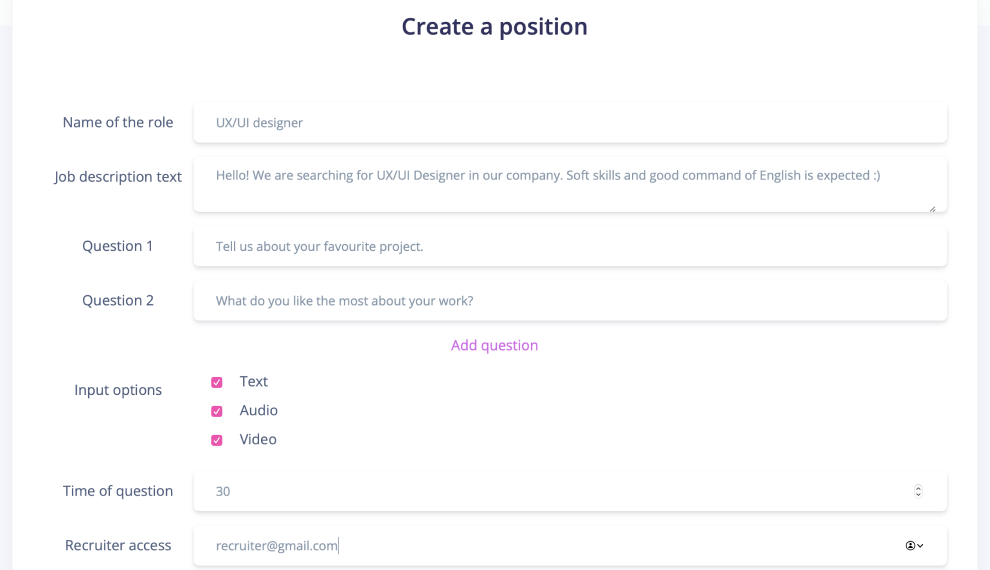 Create a position
Name of the role
UX/UI designer
Job description text
Hello! We are searching for UX/UI Designer in our company. Soft skills and good command of English is expected :)
Question 1
Tell us about your favourite project.
Question 2
What do you like the most about your work?
Add question
Input options
Text
Audio
Video
Time of question
30
Recruiter access
recruiter@gmail.com